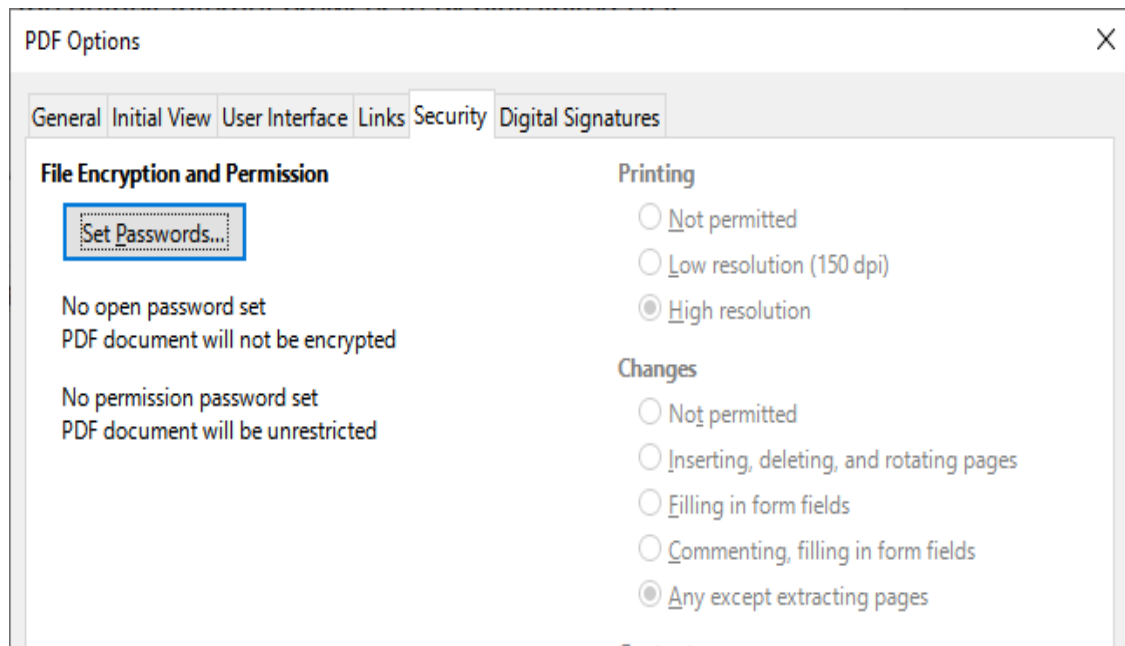 PDF Options
General Initial View User Interface Links Security Digital Signatures
File Encryption and Permission
Set Passwords...
No open password set
PDF document will not be encrypted
No permission password set
PDF document will be unrestricted
Printing
Not permitted
Low resolution (150 dpi)
High resolution
Changes
Not permitted
Inserting, deleting, and rotating pages
Filling in form fields
Commenting, filling in form fields
Any except extracting pages